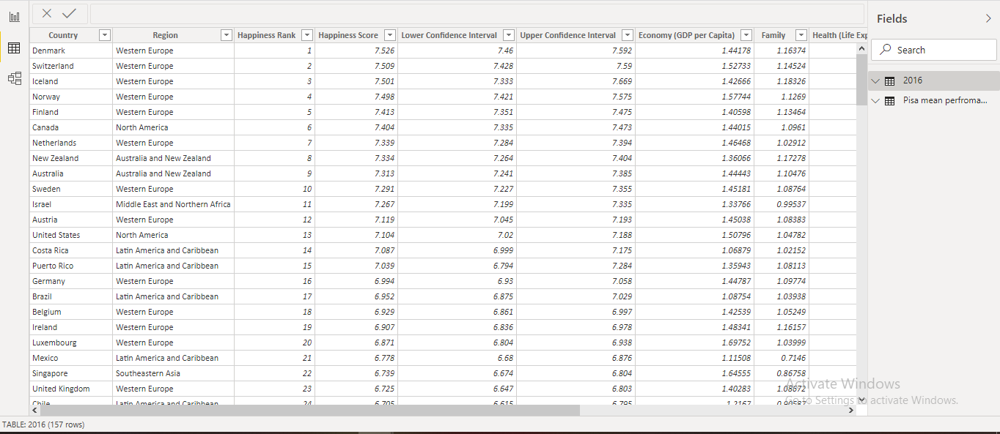 Fields
Country Region Happiness Rank Happiness Score Lower Confidence Interval Upper Confidence Interval Economy (GDP per Capita) Family Health (Life Exp
Denmark Western Europe 1 7.526 7.46 7.592 1.44178 1.16374
Switzerland Western Europe 2 7.509 7.428 7.59 1.52733 1.14524
Iceland Western Europe 3 7.501 7.333 7.669 1.42666 1.18326
Norway Western Europe 4 7.498 7.421 7.575 1.57744 1.1269
Finland Western Europe 5 7.413 7.351 7.475 1.40598 1.13464
Canada North America 6 7.404 7.335 7.473 1.44015 1.0961
Netherlands Western Europe 7 7.339 7.284 7.394 1.46468 1.02912
New Zealand Australia and New Zealand 8 7.334 7.264 7.404 1.36066 1.17278
Australia Australia and New Zealand 9 7.313 7.241 7.385 1.44443 1.10476
Sweden Western Europe 10 7.291 7.227 7.355 1.45181 1.08764
Israel Middle East and Northern Africa 11 7.267 7.199 7.335 1.33766 0.99537
Austria Western Europe 12 7.119 7.045 7.193 1.45038 1.08383
United States North America 13 7.104 7.02 7.188 1.50796 1.04782
Costa Rica Latin America and Caribbean 14 7.087 6.999 7.175 1.06879 1.02152
Puerto Rico Latin America and Caribbean 15 7.039 6.794 7.284 1.35943 1.08113
Germany Western Europe 16 6.994 6.93 7.058 1.44787 1.09774
Brazil Latin America and Caribbean 17 6.952 6.875 7.029 1.08754 1.03938
Belgium Western Europe 18 6.929 6.861 6.997 1.42539 1.05249
Ireland Western Europe 19 6.907 6.836 6.978 1.48341 1.16157
Luxembourg Western Europe 20 6.871 6.804 6.938 1.69752 1.03999
Mexico Latin America and Caribbean 21 6.778 6.68 6.876 1.11508 0.7146
Singapore Southeastern Asia 22 6.739 6.674 6.804 1.64555 0.86758
United Kingdom Western Europe 23 6.725 6.647 6.803 1.40283 1.08672
Chile Latin America and Caribbean 24 6.705 6.615 6.795 1.2167 0.90587
Search
2016
Pisa mean perfroma...
Activate Windows
Go to Settings to activate Windows.
TABLE: 2016 (157 rows)